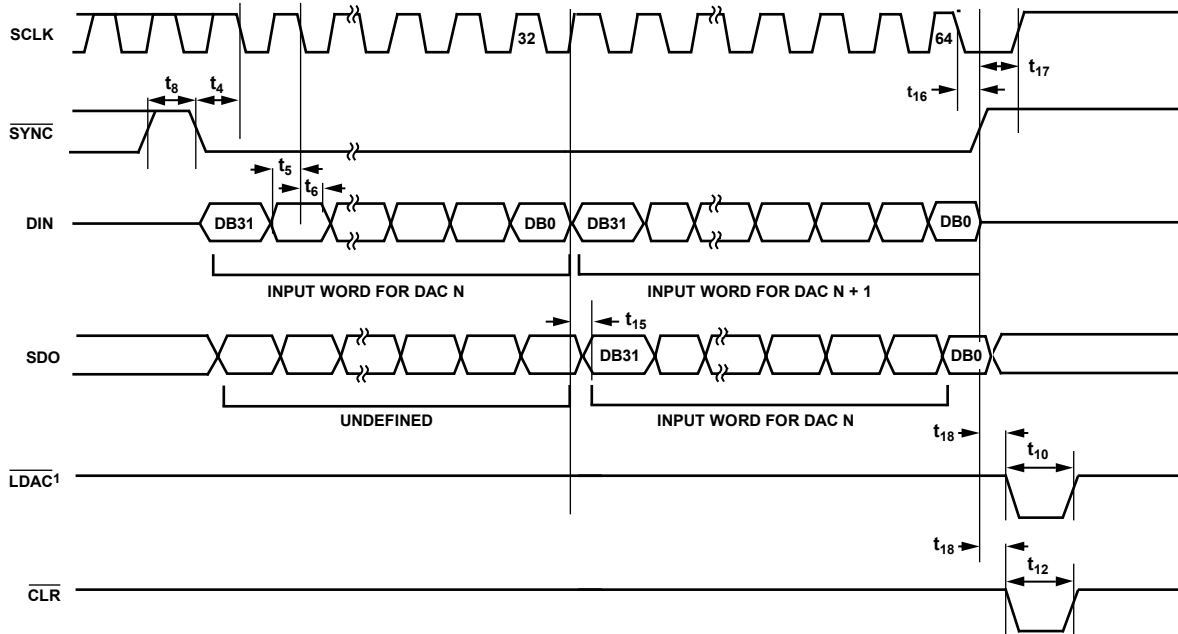 SCLK
32
64
t17
t16
t8
t4
SYNC
t5
t6
DIN
DB31
DB0
DB31
DB0
INPUT WORD FOR DAC N
INPUT WORD FOR DAC N + 1
t15
SDO
DB31
DB0
UNDEFINED
INPUT WORD FOR DAC N
t18
t10
LDAC1
t18
t12
CLR